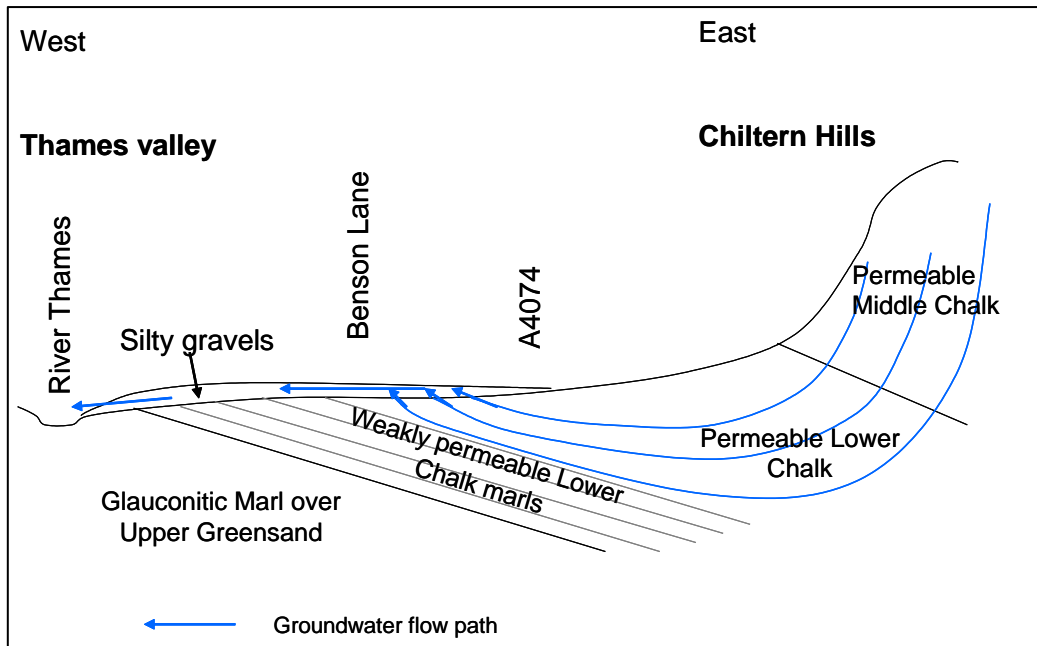 West
East
Thames valley
Chiltern Hills
River Thames
Benson Lane
A4074
Silty gravels
Permeable
Middle Chalk
Weakly permeable Lower
Chalk marls
Permeable Lower
Chalk
Glauconitic Marl over
Upper Greensand
Groundwater flow path